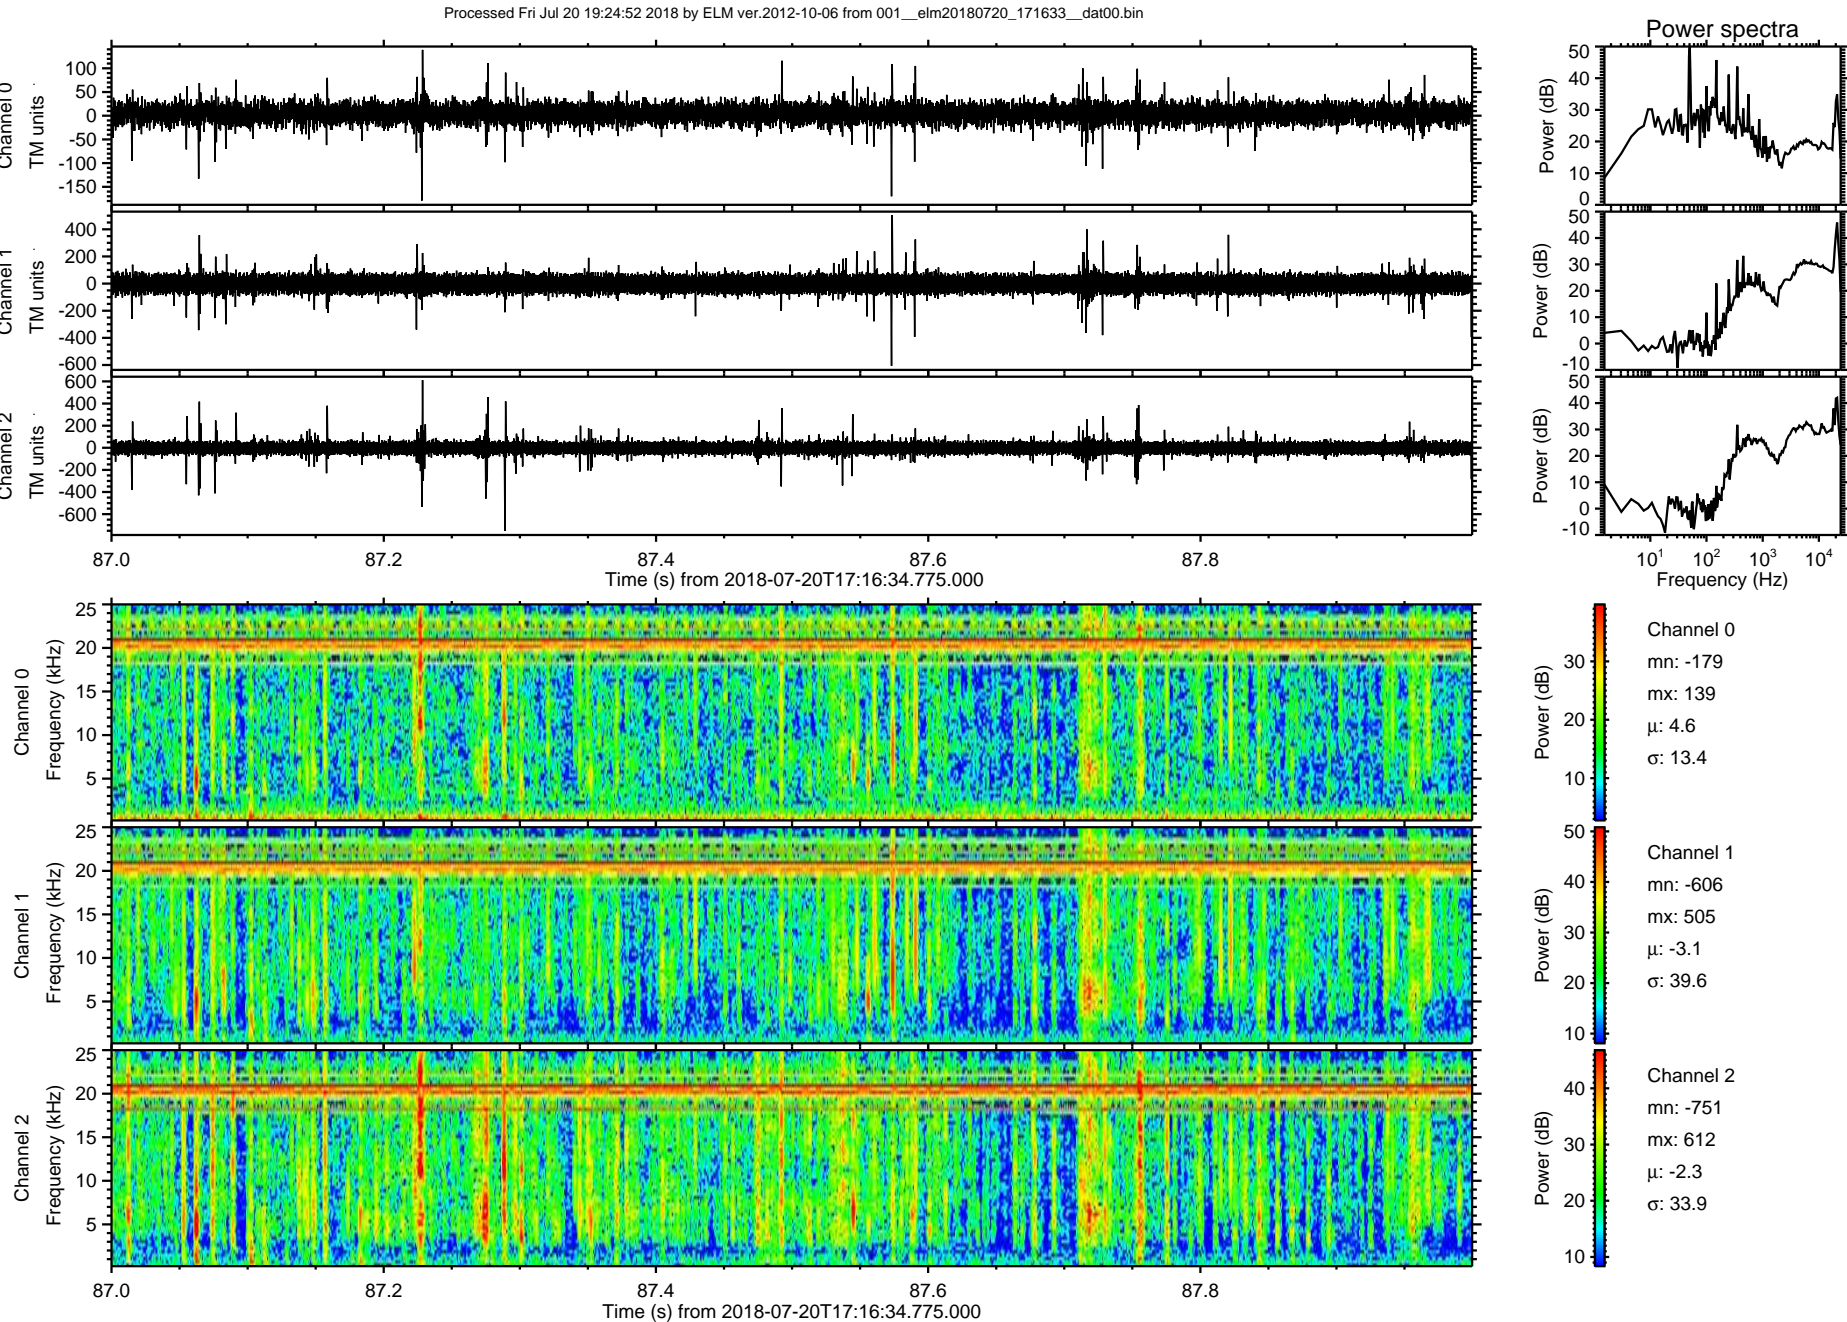 Processed Fri Jul 20 19:24:52 2018 by ELM ver.2012-10-06 from 001__elm20180720_171633__dat00.bin
Power spectra
Channel 0
TM units
100
50
0
-50
-100
-150
Power (dB)
50
40
30
20
10
0
Channel 1
TM units
400
200
0
-200
-400
-600
Power (dB)
50
40
30
20
10
0
-10
Channel 2
TM units
600
400
200
0
-200
-400
-600
Power (dB)
50
40
30
20
10
0
-10
87.0 87.2 87.4 87.6 87.8
Time (s) from 2018-07-20T17:16:34.775.000
10¹ 10² 10³ 10⁴
Frequency (Hz)
Channel 0
Frequency (kHz)
25
20
15
10
5
Power (dB)
30
20
10
Channel 0
mn: -179
mx: 139
μ: 4.6
σ: 13.4
Channel 1
Frequency (kHz)
25
20
15
10
5
Power (dB)
50
40
30
20
10
Channel 1
mn: -606
mx: 505
μ: -3.1
σ: 39.6
Channel 2
Frequency (kHz)
25
20
15
10
5
Power (dB)
40
30
20
10
Channel 2
mn: -751
mx: 612
μ: -2.3
σ: 33.9
87.0 87.2 87.4 87.6 87.8
Time (s) from 2018-07-20T17:16:34.775.000